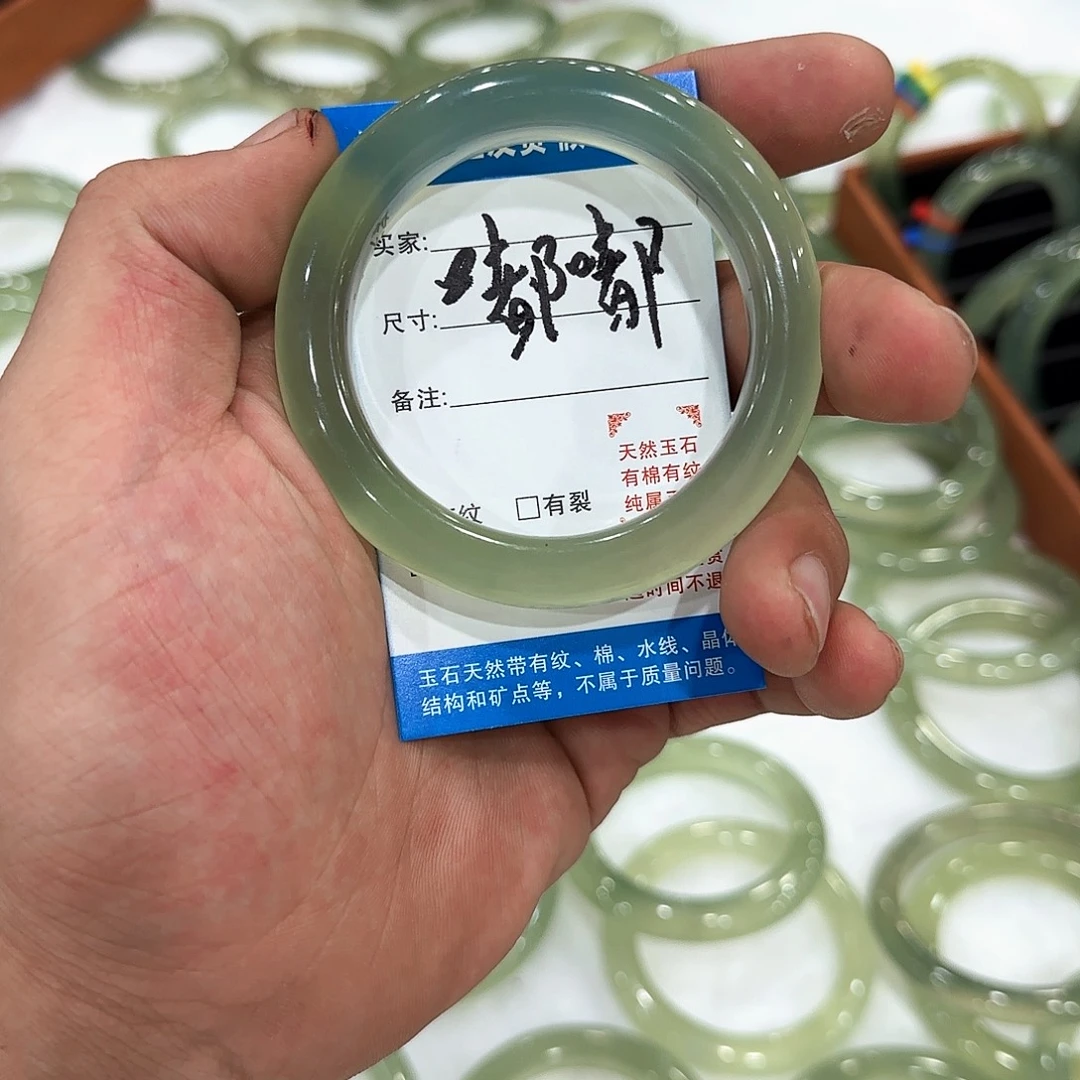 买家:
嘟嘟
尺寸:
备注:
纹 □有裂
天然玉石
有棉有纹
纯属
时间不退
玉石天然带有纹、棉、水线、晶体
结构和矿点等，不属于质量问题。